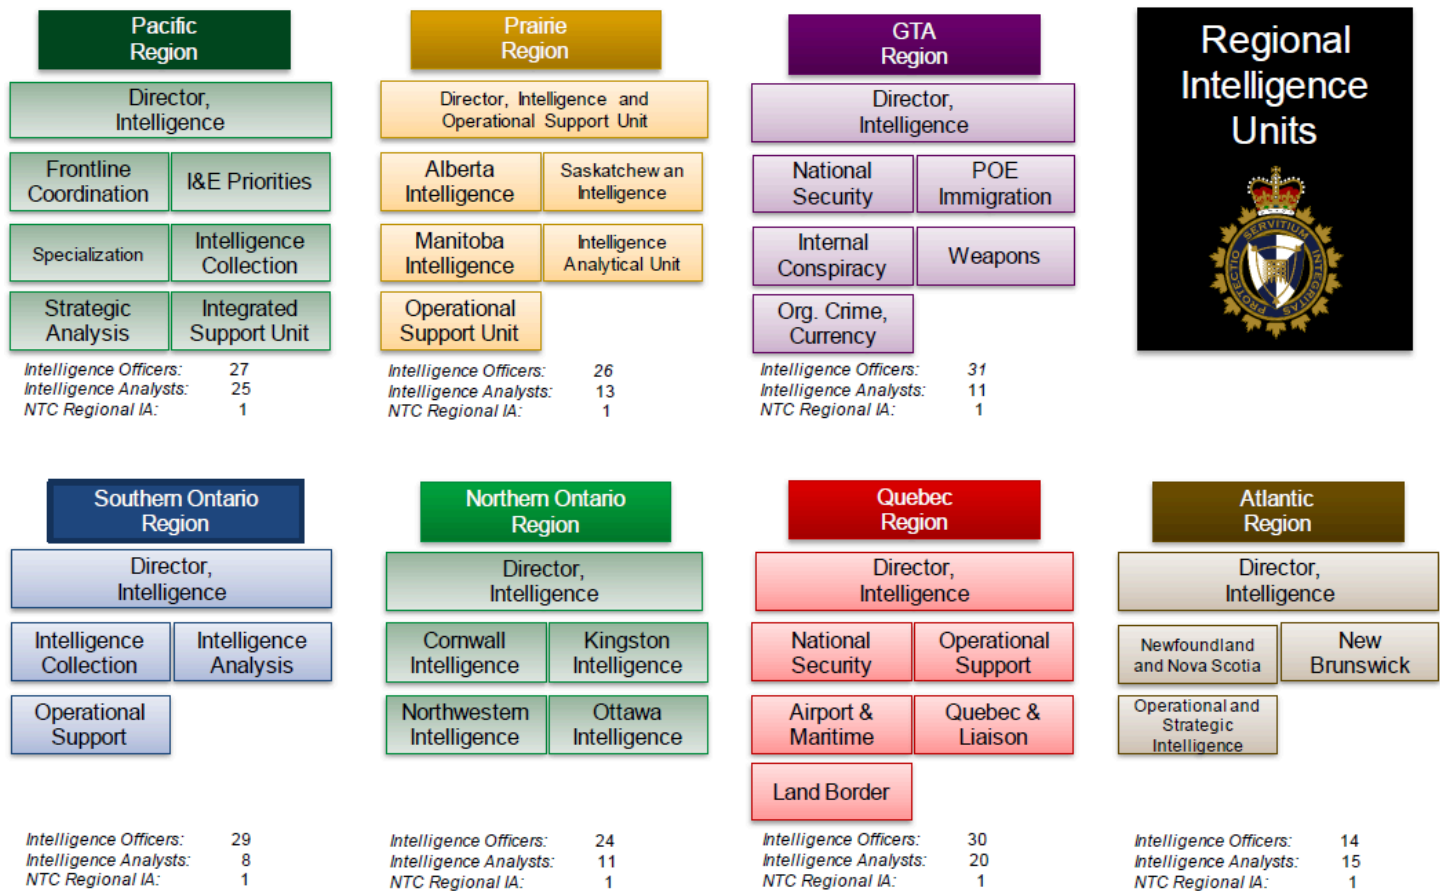 Pacific
Region
Director,
Intelligence
Frontline
Coordination
I&E Priorities
Specialization
Intelligence
Collection
Strategic
Analysis
Integrated
Support Unit
Intelligence Officers: 27
Intelligence Analysts: 25
NTC Regional IA: 1
Prairie
Region
Director, Intelligence and
Operational Support Unit
Alberta
Intelligence
Saskatchewan
Intelligence
Manitoba
Intelligence
Intelligence
Analytical Unit
Operational
Support Unit
Intelligence Officers: 26
Intelligence Analysts: 13
NTC Regional IA: 1
GTA
Region
Director,
Intelligence
National
Security
POE
Immigration
Internal
Conspiracy
Weapons
Org. Crime,
Currency
Intelligence Officers: 31
Intelligence Analysts: 11
NTC Regional IA: 1
Regional
Intelligence
Units
PROTECTIO SERVITIUM INTEGRITAS
Southern Ontario
Region
Director,
Intelligence
Intelligence
Collection
Intelligence
Analysis
Operational
Support
Intelligence Officers: 29
Intelligence Analysts: 8
NTC Regional IA: 1
Northern Ontario
Region
Director,
Intelligence
Cornwall
Intelligence
Kingston
Intelligence
Northwestern
Intelligence
Ottawa
Intelligence
Intelligence Officers: 24
Intelligence Analysts: 11
NTC Regional IA: 1
Quebec
Region
Director,
Intelligence
National
Security
Operational
Support
Airport &
Maritime
Quebec &
Liaison
Land Border
Intelligence Officers: 30
Intelligence Analysts: 20
NTC Regional IA: 1
Atlantic
Region
Director,
Intelligence
Newfoundland
and Nova Scotia
New
Brunswick
Operational and
Strategic
Intelligence
Intelligence Officers: 14
Intelligence Analysts: 15
NTC Regional IA: 1